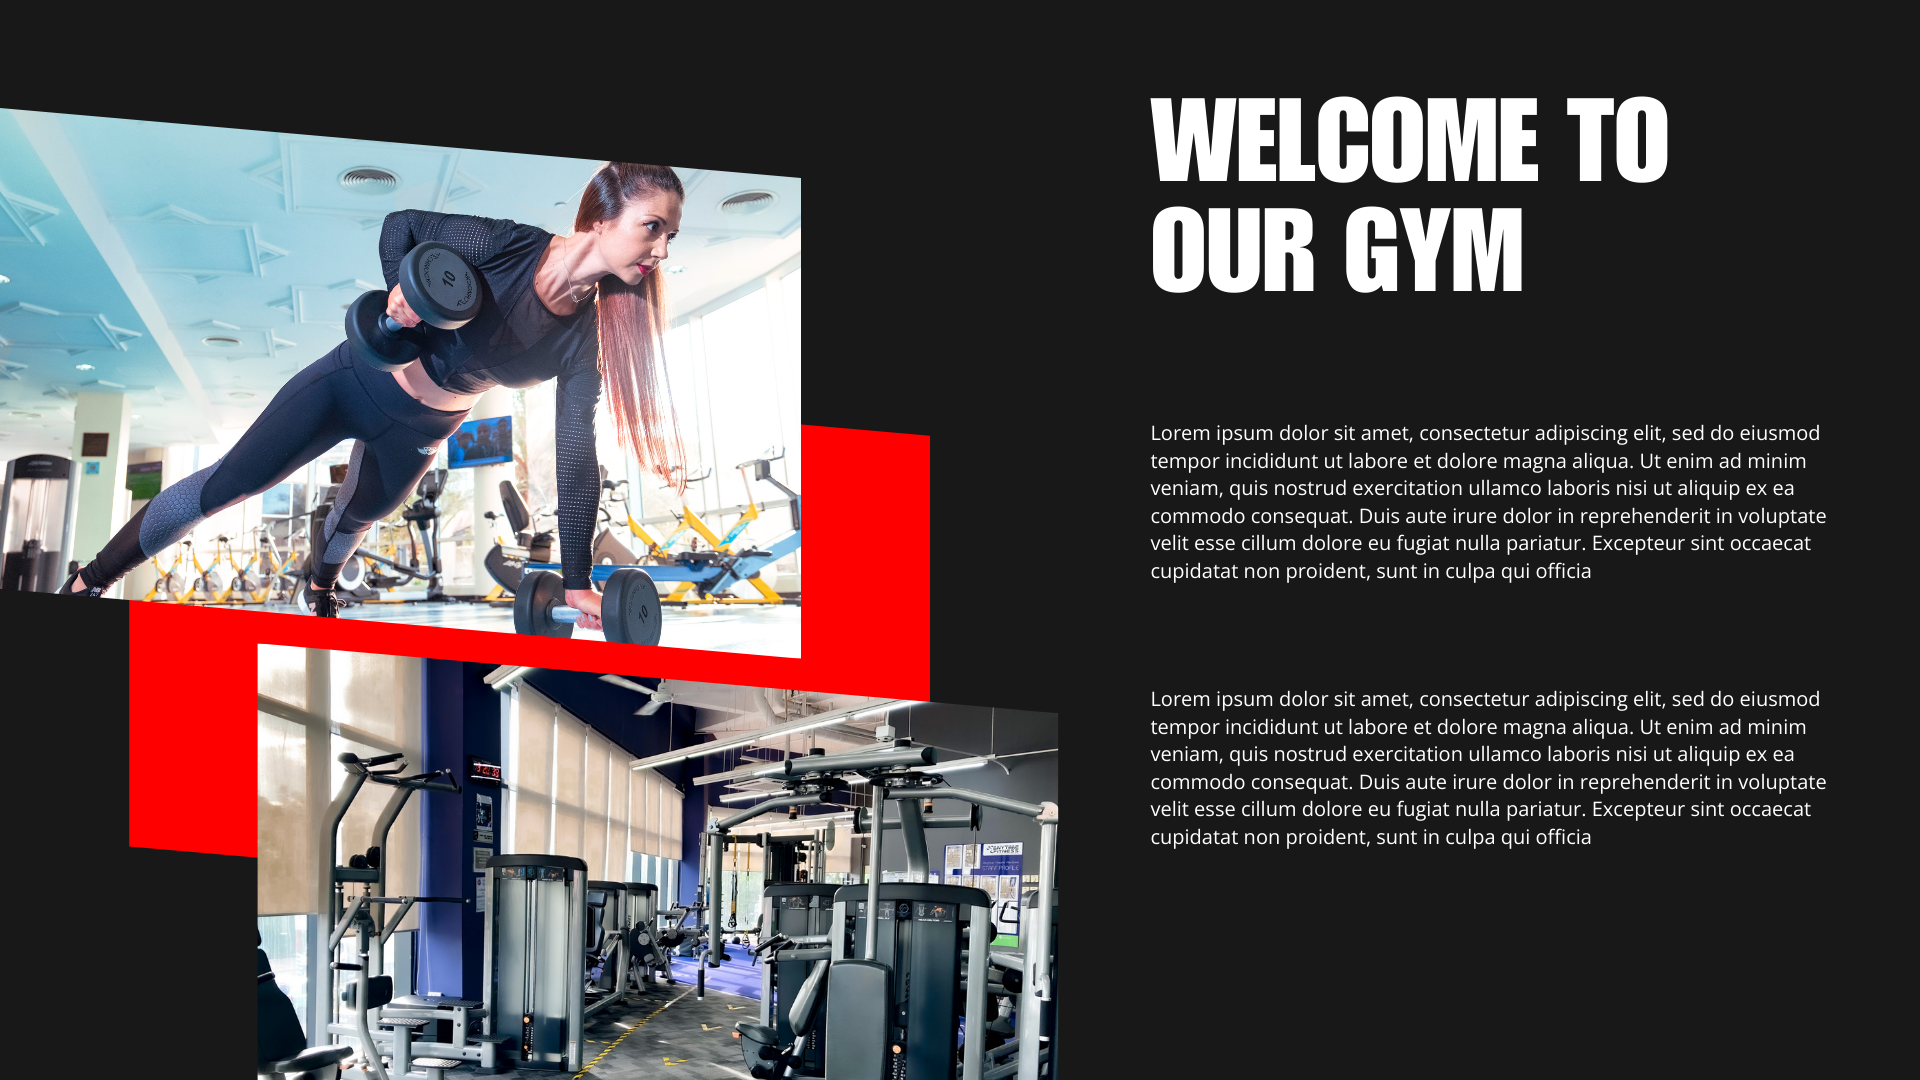 WELCOME TO
OUR GYM
Lorem ipsum dolor sit amet, consectetur adipiscing elit, sed do eiusmod
tempor incididunt ut labore et dolore magna aliqua. Ut enim ad minim
veniam, quis nostrud exercitation ullamco laboris nisi ut aliquip ex ea
commodo consequat. Duis aute irure dolor in reprehenderit in voluptate
velit esse cillum dolore eu fugiat nulla pariatur. Excepteur sint occaecat
cupidatat non proident, sunt in culpa qui officia
Lorem ipsum dolor sit amet, consectetur adipiscing elit, sed do eiusmod
tempor incididunt ut labore et dolore magna aliqua. Ut enim ad minim
veniam, quis nostrud exercitation ullamco laboris nisi ut aliquip ex ea
commodo consequat. Duis aute irure dolor in reprehenderit in voluptate
velit esse cillum dolore eu fugiat nulla pariatur. Excepteur sint occaecat
cupidatat non proident, sunt in culpa qui officia
10
10
ANYTIME
FITNESS
STAFF PROFILE